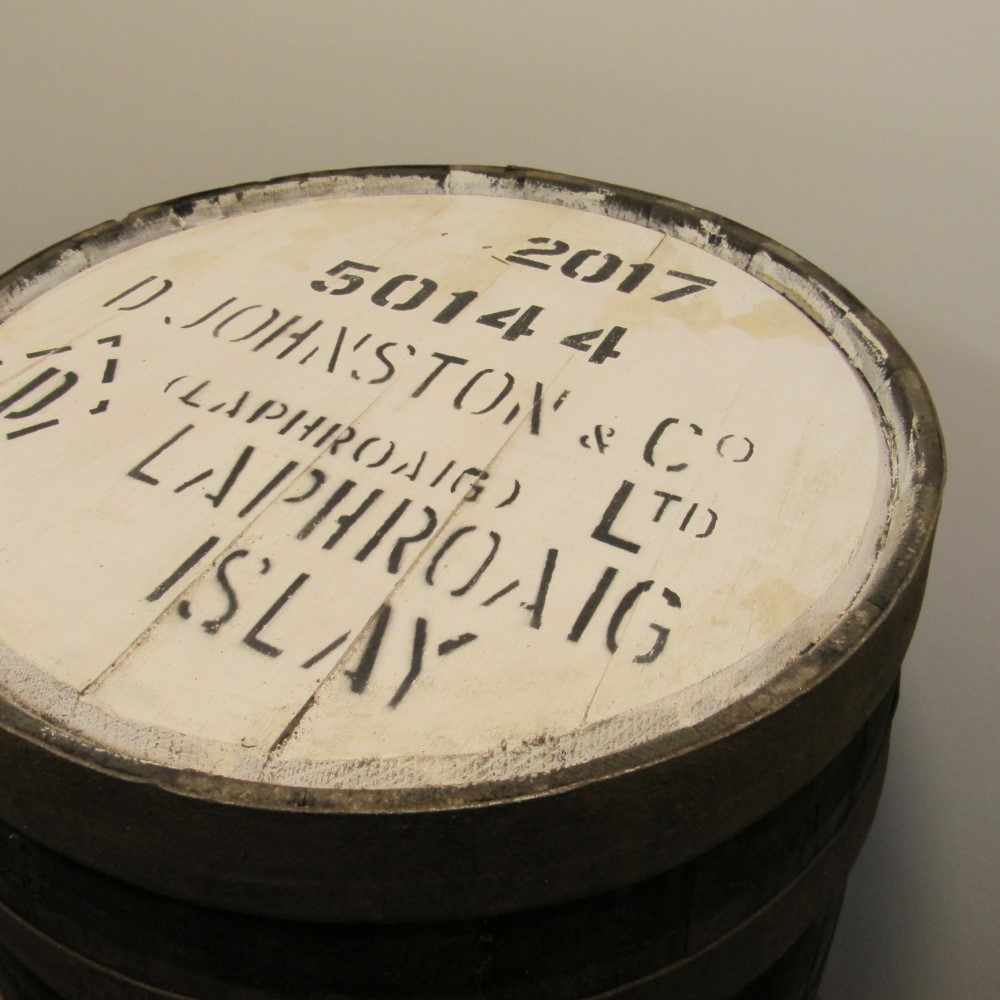 2017
50144
D. JOHNSTON & Co
(LAPHROAIG) LTD
LAPHROAIG
ISLAY
D